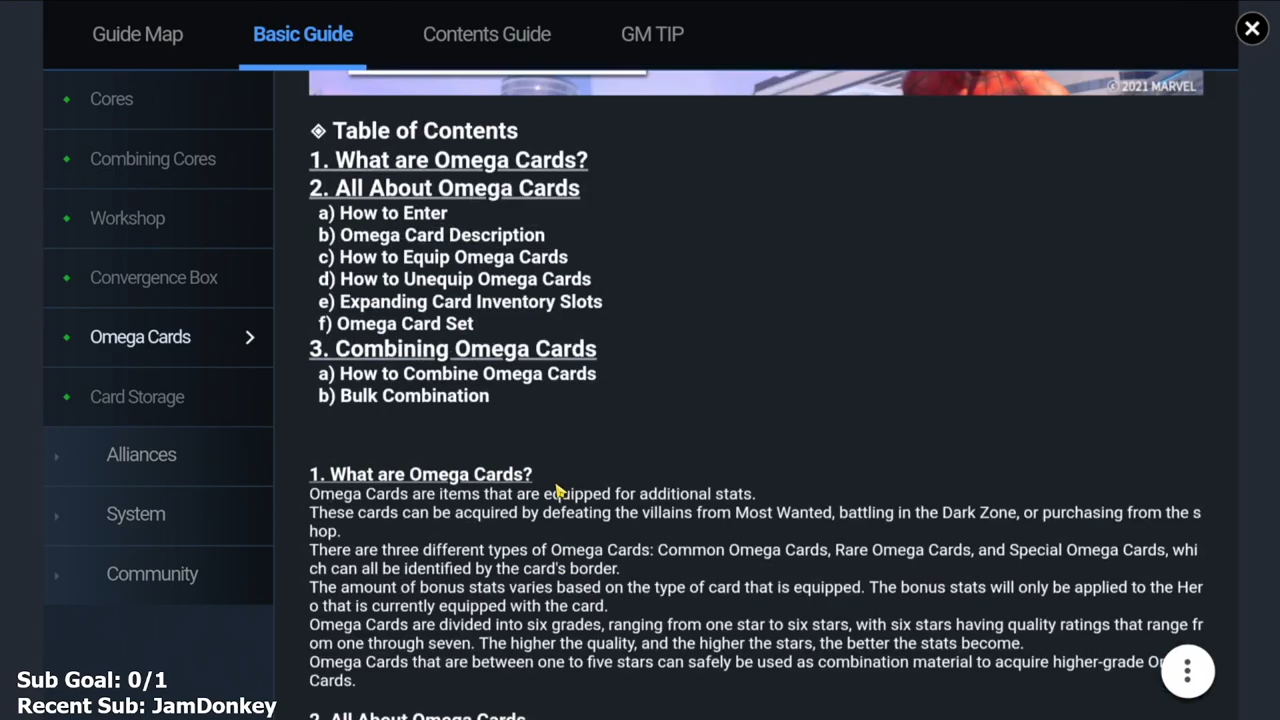 Guide Map
Basic Guide
Contents Guide
GM TIP
Cores
Combining Cores
Workshop
Convergence Box
Omega Cards
Card Storage
Alliances
System
Community
© 2021 MARVEL
◈ Table of Contents
1. What are Omega Cards?
2. All About Omega Cards
a) How to Enter
b) Omega Card Description
c) How to Equip Omega Cards
d) How to Unequip Omega Cards
e) Expanding Card Inventory Slots
f) Omega Card Set
3. Combining Omega Cards
a) How to Combine Omega Cards
b) Bulk Combination
1. What are Omega Cards?
Omega Cards are items that are equipped for additional stats.
These cards can be acquired by defeating the villains from Most Wanted, battling in the Dark Zone, or purchasing from the s
hop.
There are three different types of Omega Cards: Common Omega Cards, Rare Omega Cards, and Special Omega Cards, whi
ch can all be identified by the card's border.
The amount of bonus stats varies based on the type of card that is equipped. The bonus stats will only be applied to the Her
o that is currently equipped with the card.
Omega Cards are divided into six grades, ranging from one star to six stars, with six stars having quality ratings that range fr
om one through seven. The higher the quality, and the higher the stars, the better the stats become.
Omega Cards that are between one to five stars can safely be used as combination material to acquire higher-grade
Cards.
2. All About Omega Cards
Sub Goal: 0/1
Recent Sub: JamDonkey